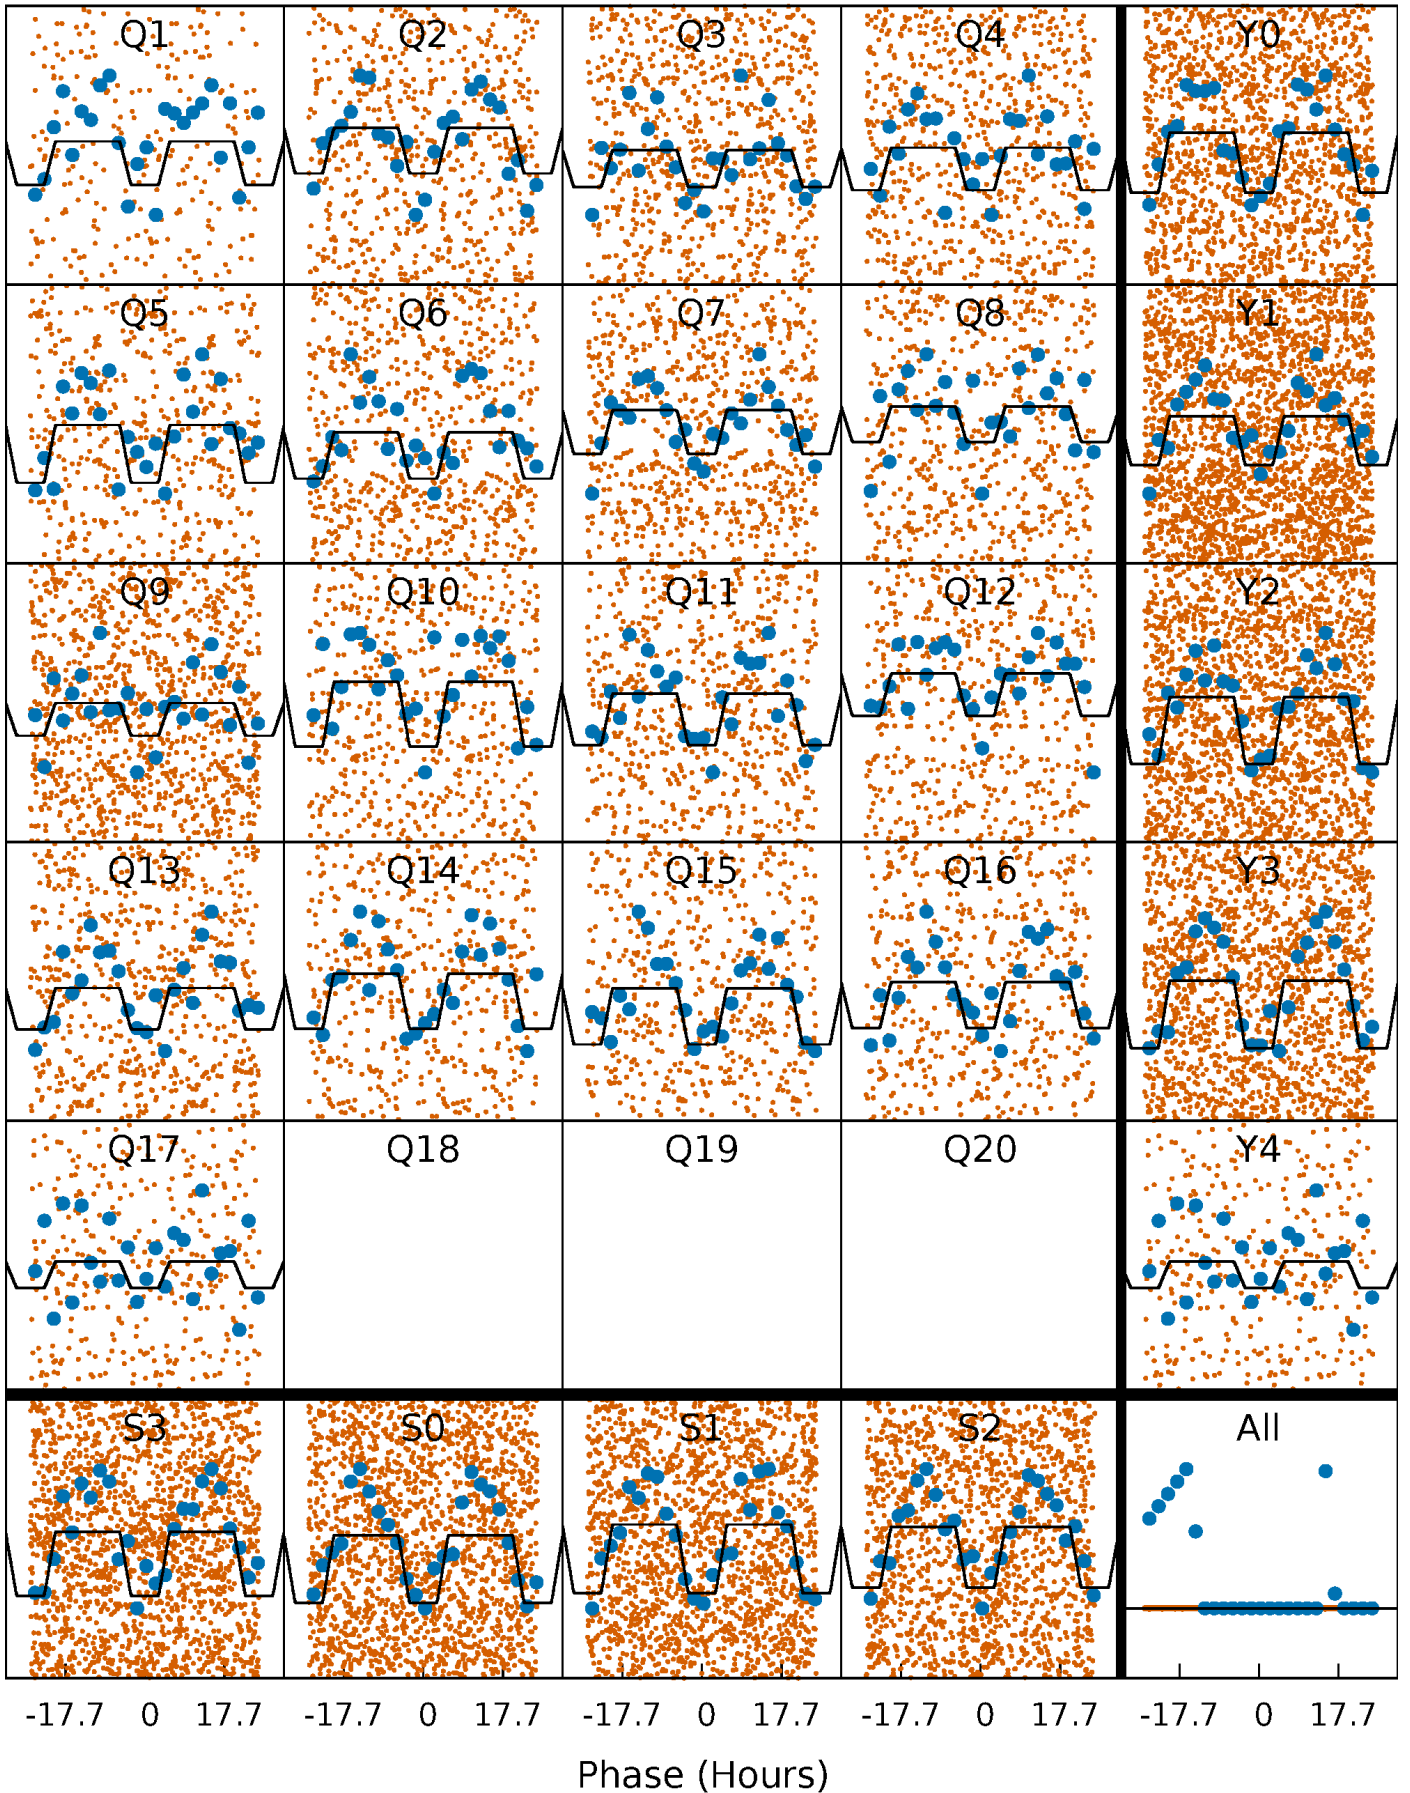 Q1 Q2 Q3 Q4 Y0
Q5 Q6 Q7 Q8 Y1
Q9 Q10 Q11 Q12 Y2
Q13 Q14 Q15 Q16 Y3
Q17 Q18 Q19 Q20 Y4
S3 S0 S1 S2 All
-17.7 0 17.7 -17.7 0 17.7 -17.7 0 17.7 -17.7 0 17.7 -17.7 0 17.7
Phase (Hours)